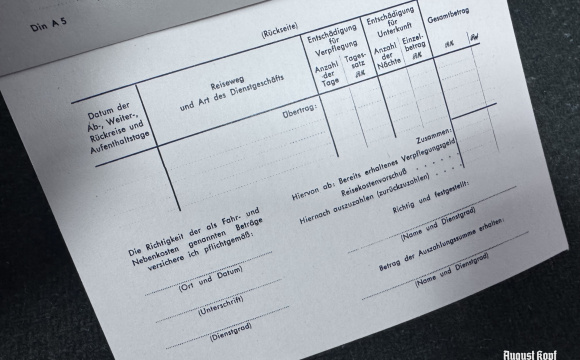 Din A 5
(Rückseite)
Datum der
Ab-, Weiter-,
Rückreise und
Aufenthaltstage
Reiseweg
und Art des Dienstgeschäfts
Entschädigung
für
Verpflegung
Anzahl
der
Tage
Tages-
satz
RM
Entschädigung
für
Unterkunft
Anzahl
der
Nächte
Einzel-
betrag
RM
Gesamtbetrag
RM
Rpf
Übertrag:
Zusammen:
Hiervon ab: Bereits erhaltenes Verpflegungsgeld
Reisekostenvorschuß . . . . . .
Hiernach auszuzahlen (zurückzuzahlen) . . . .
Die Richtigkeit der als Fahr- und
Nebenkosten genannten Beträge
versichere ich pflichtgemäß:
(Ort und Datum)
(Unterschrift)
(Dienstgrad)
Richtig und festgestellt:
(Name und Dienstgrad)
Betrag der Auszahlungssumme erhalten:
(Name und Dienstgrad)
August Kopf